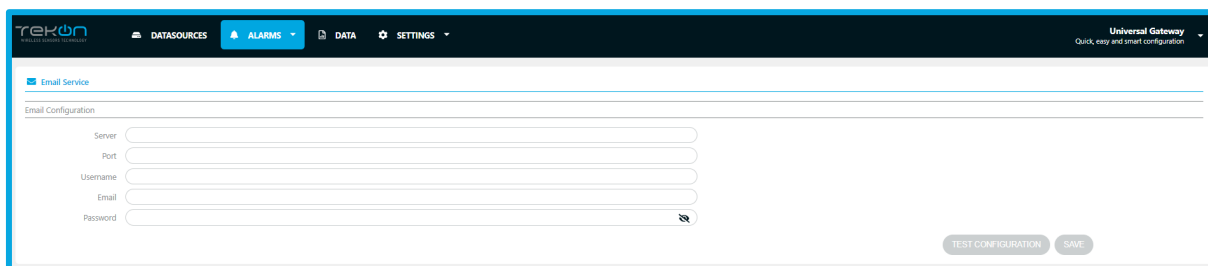 TEKON
WIRELESS SENSORS TECHNOLOGY
DATASOURCES
ALARMS
DATA
SETTINGS
Universal Gateway
Quick, easy and smart configuration
Email Service
Email Configuration
Server
Port
Username
Email
Password
TEST CONFIGURATION
SAVE